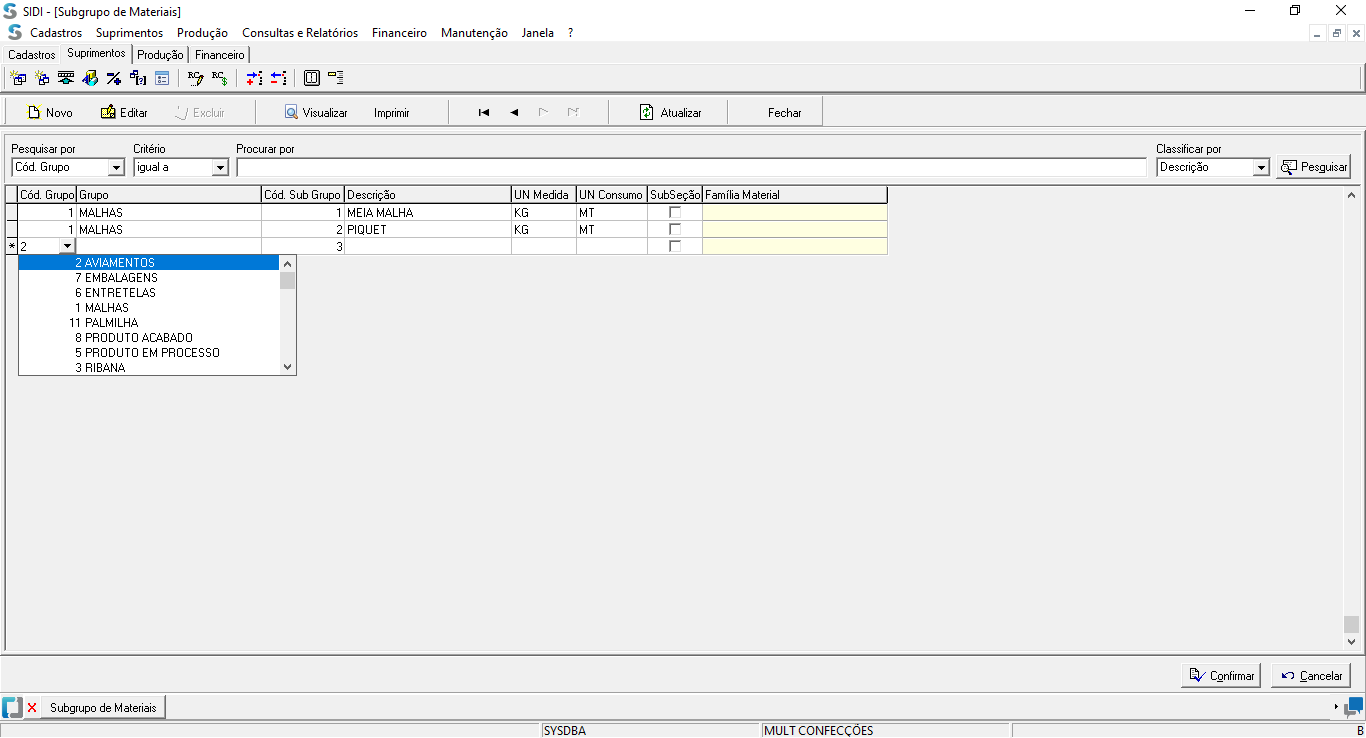 SIDI - [Subgrupo de Materiais]
Cadastros Suprimentos Produção Consultas e Relatórios Financeiro Manutenção Janela ?
Cadastros Suprimentos Produção Financeiro
Novo Editar Excluir Visualizar Imprimir Atualizar Fechar
Pesquisar por Critério Procurar por Classificar por
Cód. Grupo igual a Descrição Pesquisar
Cód. Grupo Grupo Cód. Sub Grupo Descrição UN Medida UN Consumo SubSeção Família Material
1 MALHAS 1 MEIA MALHA KG MT
1 MALHAS 2 PIQUET KG MT
* 2 3
2 AVIAMENTOS
7 EMBALAGENS
6 ENTRETELAS
1 MALHAS
11 PALMILHA
8 PRODUTO ACABADO
5 PRODUTO EM PROCESSO
3 RIBANA
Confirmar Cancelar
Subgrupo de Materiais
SYSDBA MULT CONFECÇÕES B